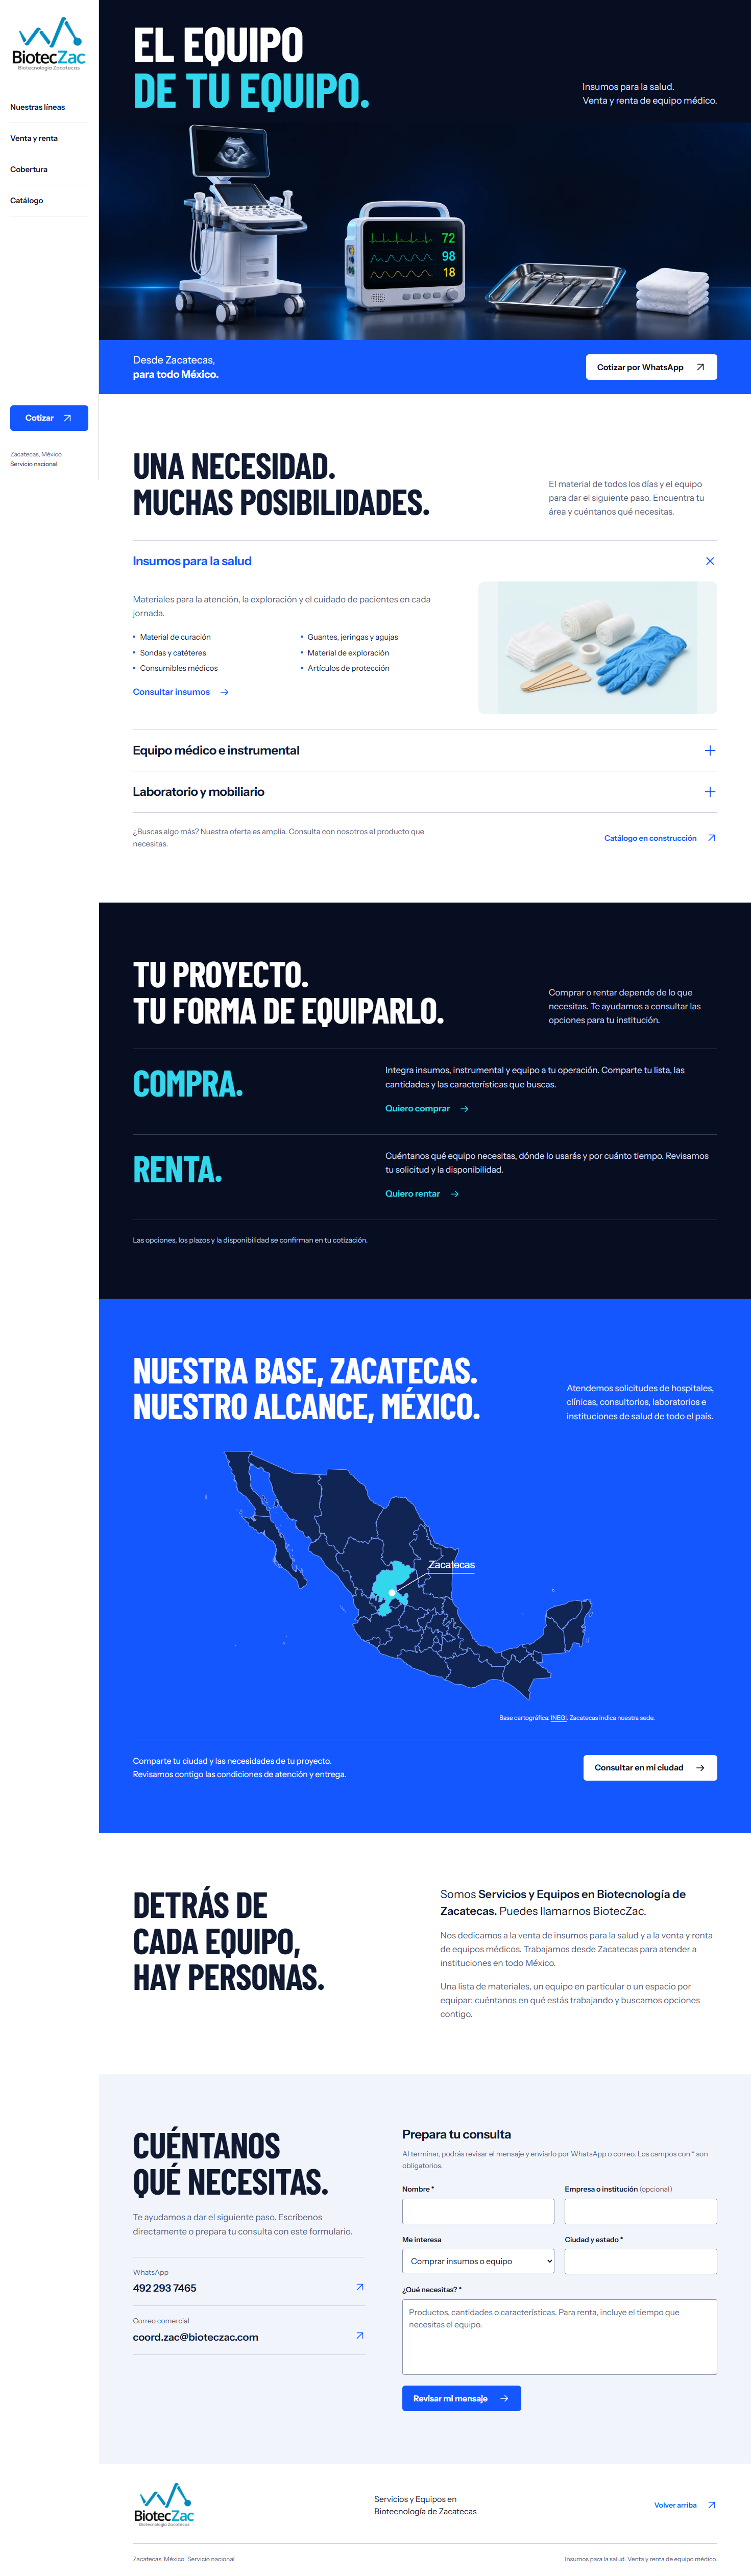 BiotecZac
Biotecnología Zacatecas
Nuestras líneas
Venta y renta
Cobertura
Catálogo
Cotizar
Zacatecas, México
Servicio nacional
EL EQUIPO
DE TU EQUIPO.
Insumos para la salud.
Venta y renta de equipo médico.
72
98
18
Desde Zacatecas,
para todo México.
Cotizar por WhatsApp
UNA NECESIDAD.
MUCHAS POSIBILIDADES.
El material de todos los días y el equipo
para dar el siguiente paso. Encuentra tu
área y cuéntanos qué necesitas.
Insumos para la salud
Materiales para la atención, la exploración y el cuidado de pacientes en cada
jornada.
Material de curación
Guantes, jeringas y agujas
Sondas y catéteres
Material de exploración
Consumibles médicos
Artículos de protección
Consultar insumos
Equipo médico e instrumental
Laboratorio y mobiliario
¿Buscas algo más? Nuestra oferta es amplia. Consulta con nosotros el producto que
necesitas.
Catálogo en construcción
TU PROYECTO.
TU FORMA DE EQUIPARLO.
Comprar o rentar depende de lo que
necesitas. Te ayudamos a consultar las
opciones para tu institución.
COMPRA.
Integra insumos, instrumental y equipo a tu operación. Comparte tu lista, las
cantidades y las características que buscas.
Quiero comprar
RENTA.
Cuéntanos qué equipo necesitas, dónde lo usarás y por cuánto tiempo. Revisamos
tu solicitud y la disponibilidad.
Quiero rentar
Las opciones, los plazos y la disponibilidad se confirman en tu cotización.
NUESTRA BASE, ZACATECAS.
NUESTRO ALCANCE, MÉXICO.
Atendemos solicitudes de hospitales,
clínicas, consultorios, laboratorios e
instituciones de salud de todo el país.
Zacatecas
Base cartográfica: INEGI. Zacatecas indica nuestra sede.
Comparte tu ciudad y las necesidades de tu proyecto.
Revisamos contigo las condiciones de atención y entrega.
Consultar en mi ciudad
DETRÁS DE
CADA EQUIPO,
HAY PERSONAS.
Somos Servicios y Equipos en Biotecnología de
Zacatecas. Puedes llamarnos BiotecZac.
Nos dedicamos a la venta de insumos para la salud y a la venta y renta
de equipos médicos. Trabajamos desde Zacatecas para atender a
instituciones en todo México.
Una lista de materiales, un equipo en particular o un espacio por
equipar: cuéntanos en qué estás trabajando y buscamos opciones
contigo.
CUÉNTANOS
QUÉ NECESITAS.
Te ayudamos a dar el siguiente paso. Escríbenos
directamente o prepara tu consulta con este formulario.
WhatsApp
492 293 7465
Correo comercial
coord.zac@bioteczac.com
Prepara tu consulta
Al terminar, podrás revisar el mensaje y enviarlo por WhatsApp o correo. Los campos con * son
obligatorios.
Nombre *
Empresa o institución (opcional)
Me interesa
Ciudad y estado *
Comprar insumos o equipo
¿Qué necesitas? *
Productos, cantidades o características. Para renta, incluye el tiempo que
necesitas el equipo.
Revisar mi mensaje
BiotecZac
Biotecnología Zacatecas
Servicios y Equipos en
Biotecnología de Zacatecas
Volver arriba
Zacatecas, México · Servicio nacional
Insumos para la salud. Venta y renta de equipo médico.